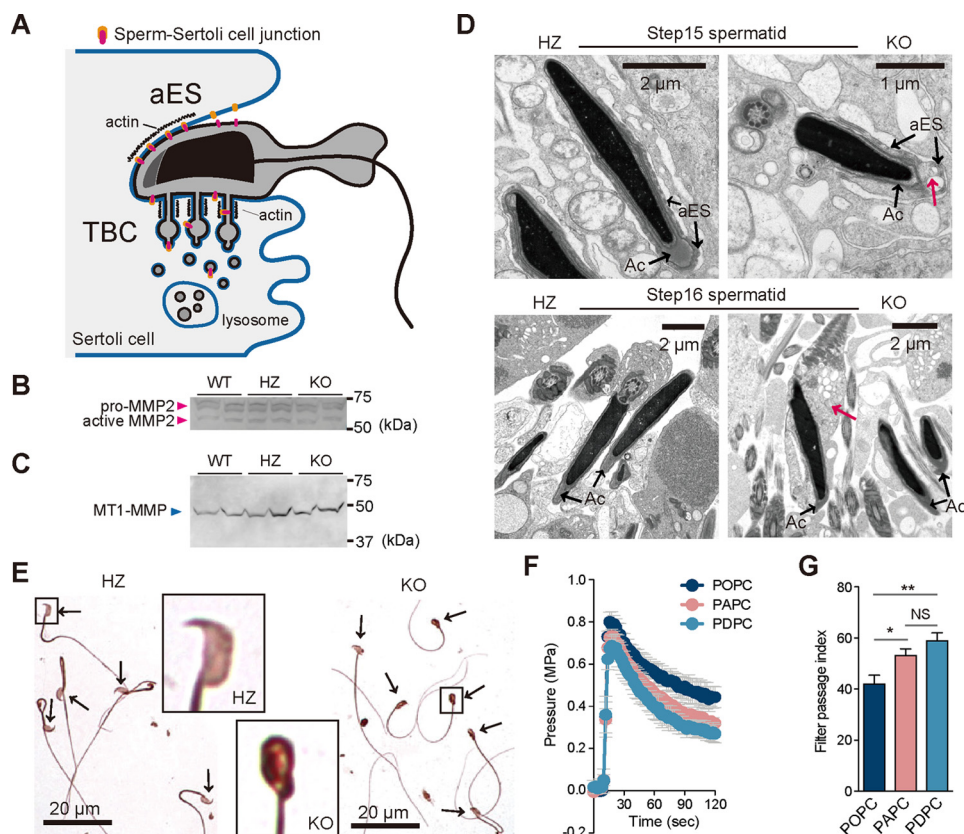 A
Sperm-Sertoli cell junction
aES
actin
actin
TBC
lysosome
Sertoli cell
B
WT HZ KO
75
pro-MMP2
active MMP2
50 (kDa)
C
WT HZ KO
75
MT1-MMP
50
37 (kDa)
D
HZ Step15 spermatid KO
2 µm
1 µm
aES
aES
Ac
Ac
HZ Step16 spermatid KO
2 µm
2 µm
Ac
Ac
Ac
E
HZ
KO
HZ
KO
20 µm
20 µm
F
POPC
PAPC
PDPC
Pressure (MPa)
1.0
0.8
0.6
0.4
0.2
0
-0.2
30 60 90 120
Time (sec)
G
Filter passage index
80
60
40
20
0
**
NS
*
POPC
PAPC
PDPC